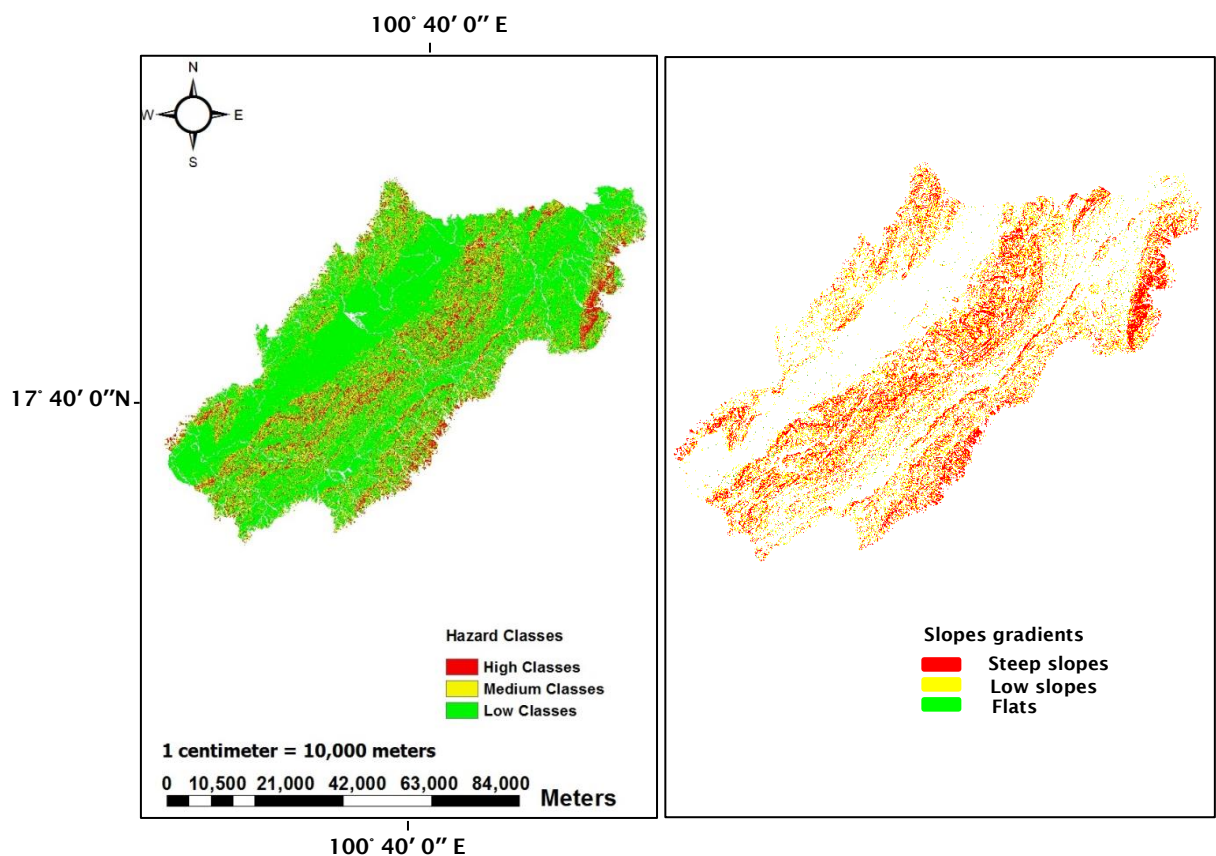 100° 40' 0" E
N
W E
S
17° 40' 0"N
Hazard Classes
High Classes
Medium Classes
Low Classes
1 centimeter = 10,000 meters
0 10,500 21,000 42,000 63,000 84,000
Meters
100° 40' 0" E
Slopes gradients
Steep slopes
Low slopes
Flats